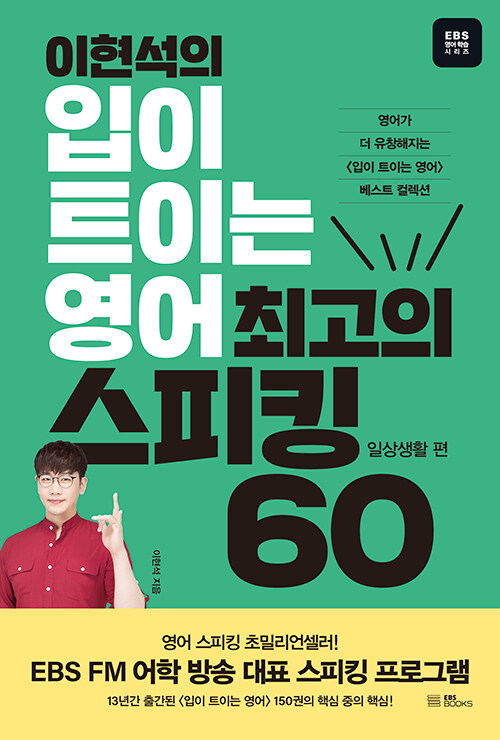 EBS
영어 학습
시리즈
이현석의
입이
트이는
영어 최고의
스피킹
일상생활 편
60
영어가
더 유창해지는
〈입이 트이는 영어〉
베스트 컬렉션
이현석 지음
영어 스피킹 초밀리언셀러!
EBS FM 어학 방송 대표 스피킹 프로그램
13년간 출간된 〈입이 트이는 영어〉 150권의 핵심 중의 핵심!
EBS
BOOKS